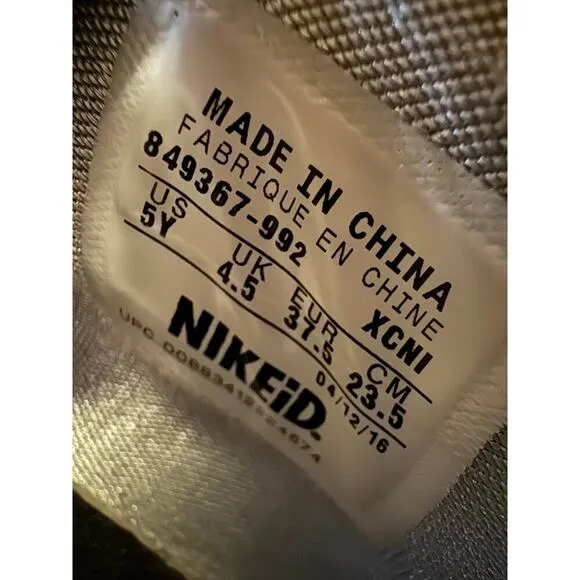 MADE IN CHINA
FABRIQUE EN CHINE
849367-992 XCNI
US UK EUR CM
5Y 4.5 37.5 23.5
NIKEiD. 04/12/16
UPC